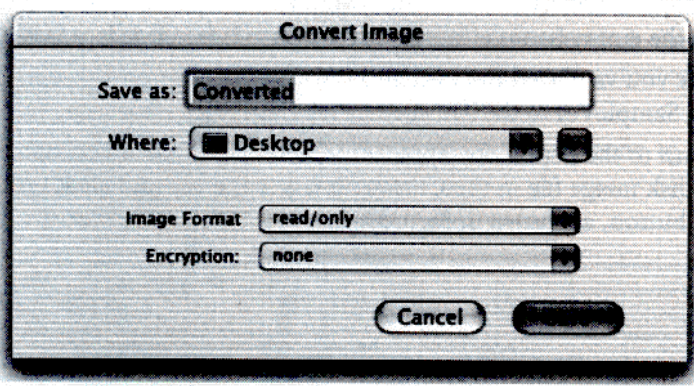 Convert Image
Save as: Converted
Where: Desktop
Image Format read/only
Encryption: none
Cancel